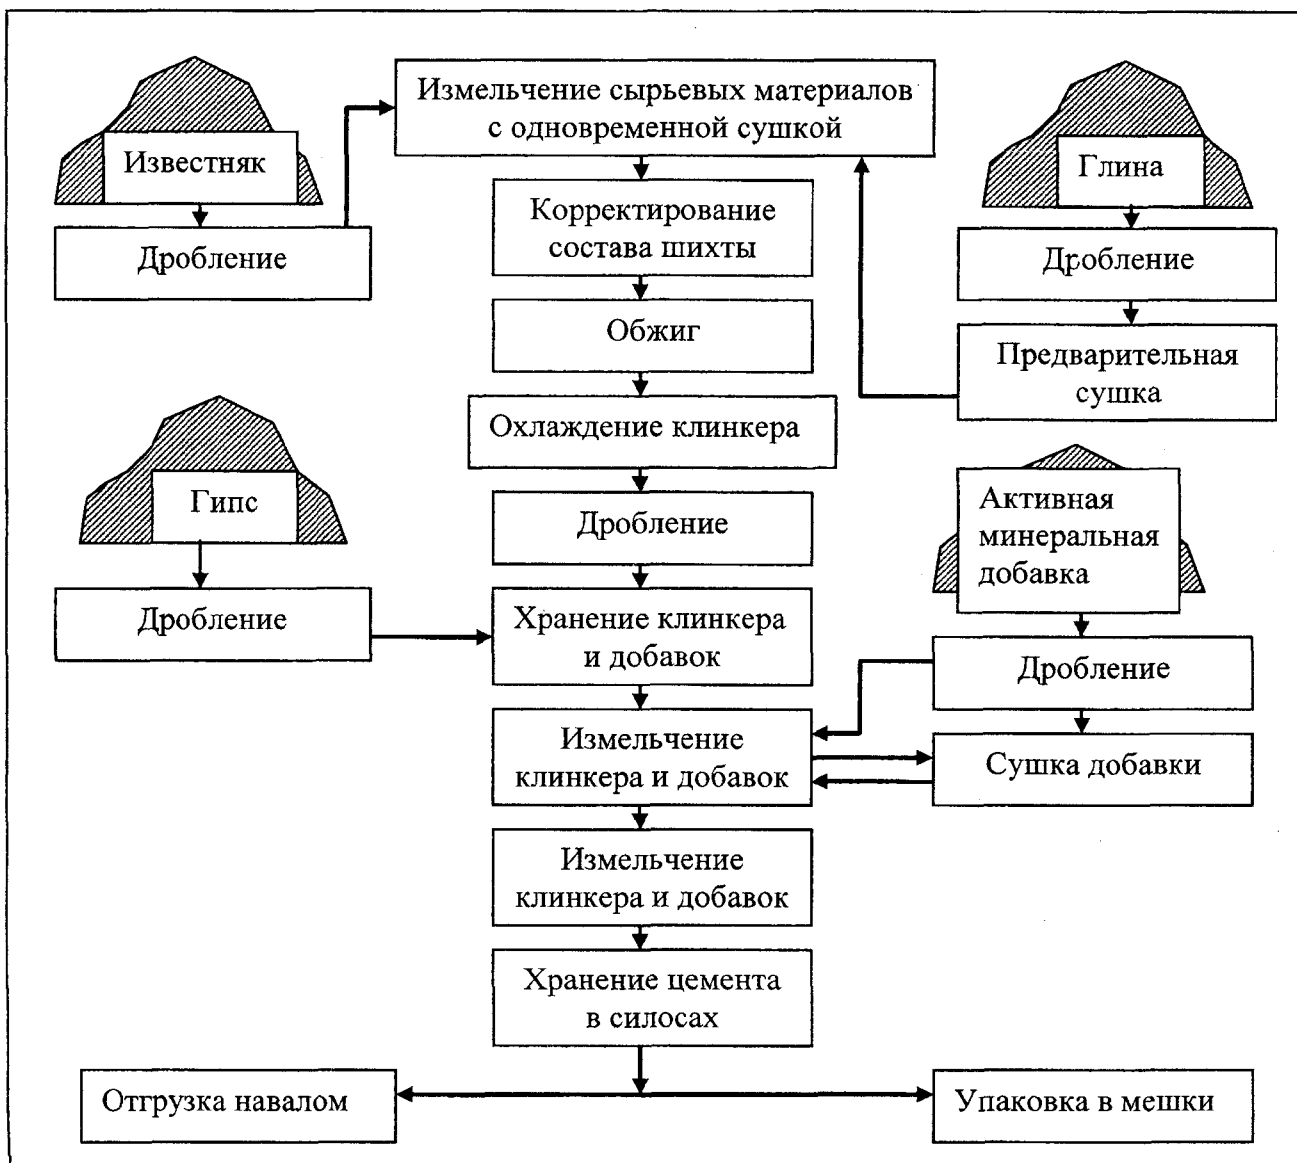 Измельчение сырьевых материалов
с одновременной сушкой
Известняк
Глина
Дробление
Корректирование
состава шихты
Дробление
Обжиг
Предварительная
сушка
Охлаждение клинкера
Гипс
Дробление
Активная
минеральная
добавка
Дробление
Хранение клинкера
и добавок
Дробление
Измельчение
клинкера и добавок
Сушка добавки
Измельчение
клинкера и добавок
Хранение цемента
в силосах
Отгрузка навалом
Упаковка в мешки